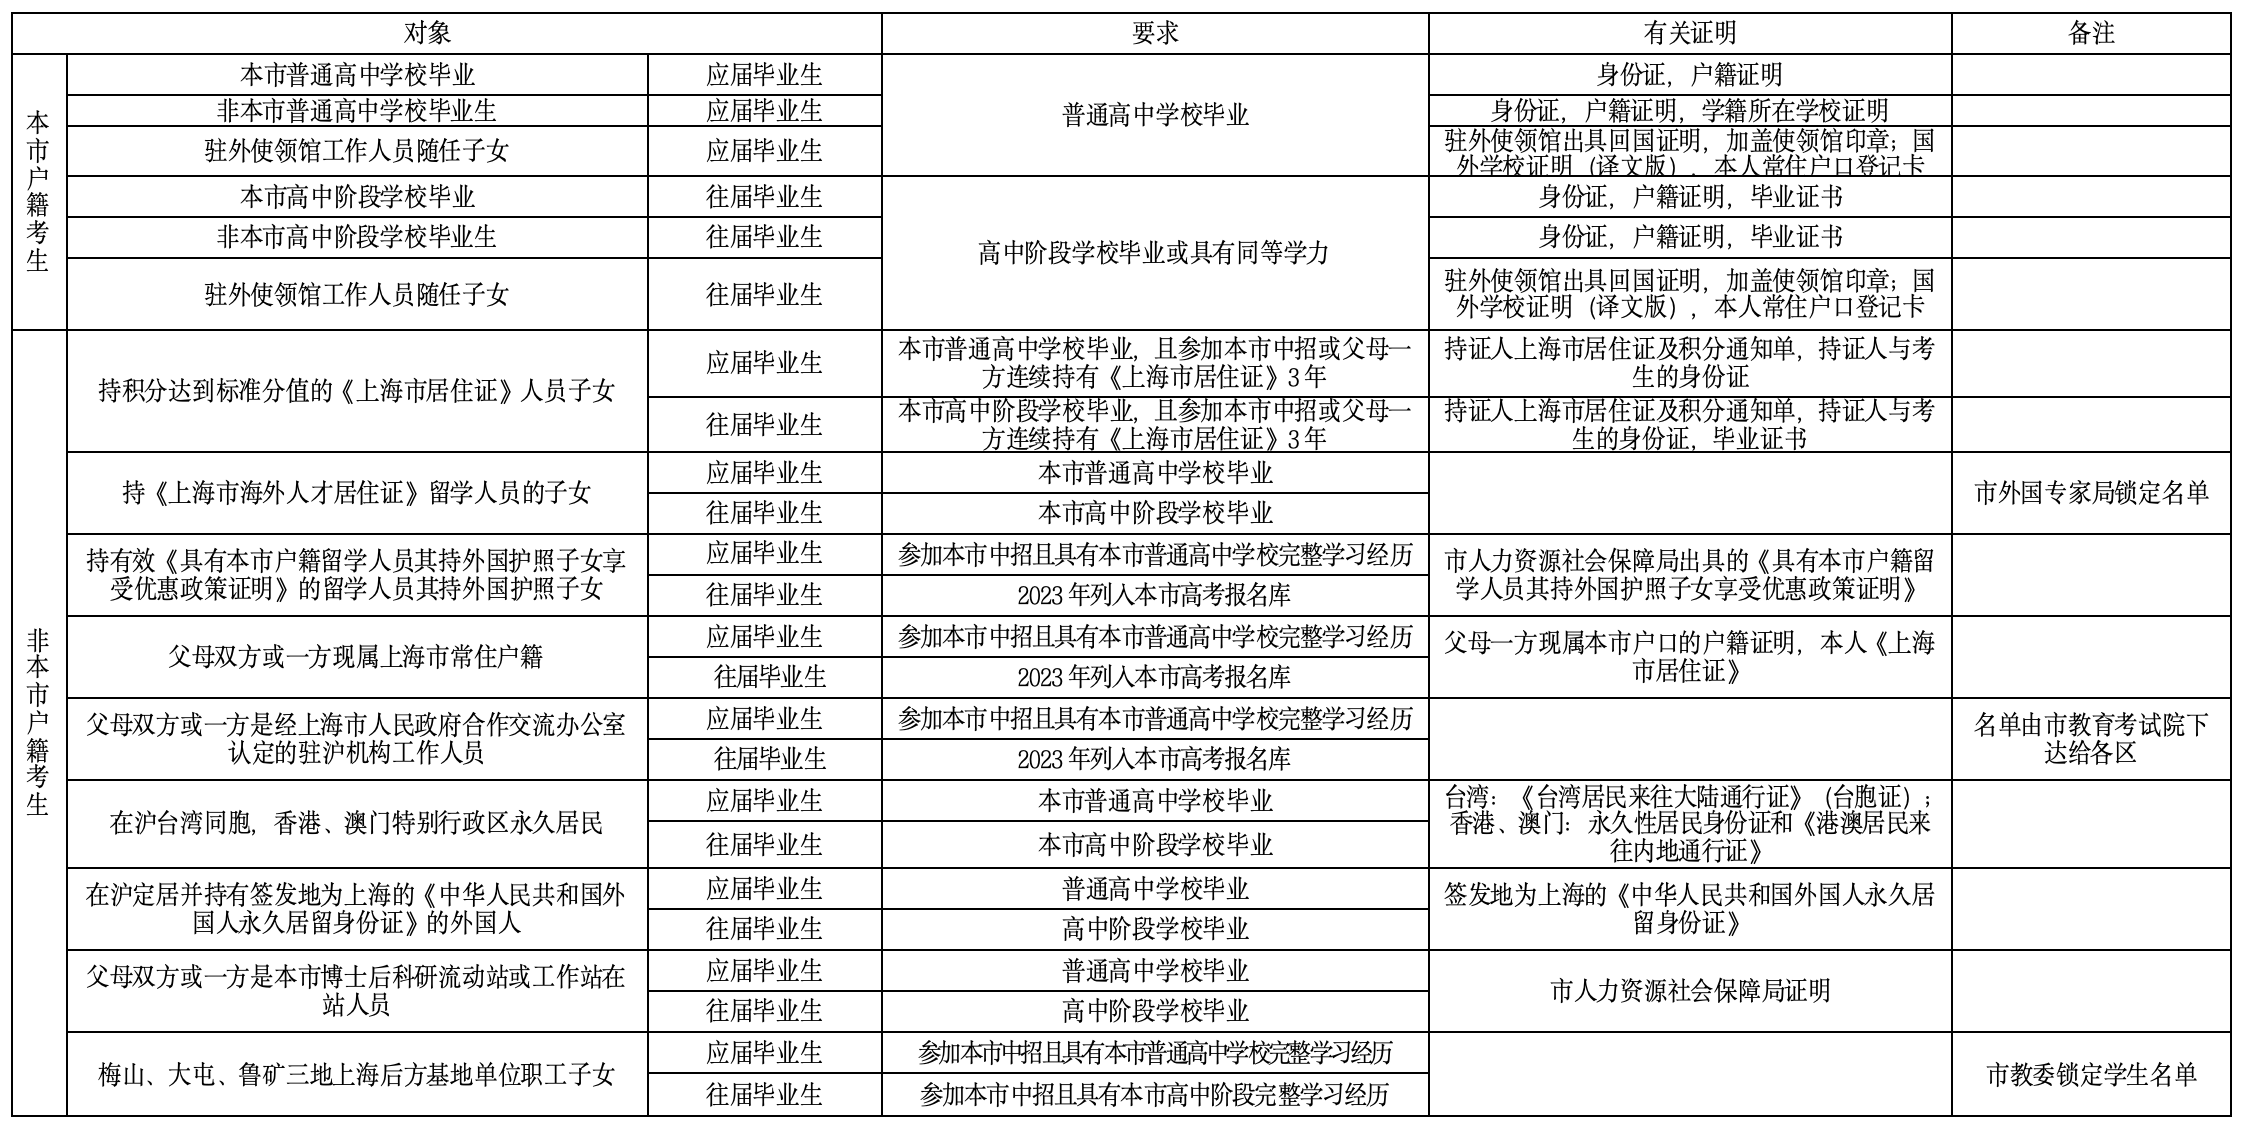 对象 要求 有关证明 备注
本市户籍考生
本市普通高中学校毕业 应届毕业生 普通高中学校毕业 身份证，户籍证明
非本市普通高中学校毕业生 应届毕业生 身份证，户籍证明，学籍所在学校证明
驻外使领馆工作人员随任子女 应届毕业生 驻外使领馆出具回国证明，加盖使领馆印章；国
外学校证明（译文版），本人常住户口登记卡
本市高中阶段学校毕业 往届毕业生 高中阶段学校毕业或具有同等学力 身份证，户籍证明，毕业证书
非本市高中阶段学校毕业生 往届毕业生 身份证，户籍证明，毕业证书
驻外使领馆工作人员随任子女 往届毕业生 驻外使领馆出具回国证明，加盖使领馆印章；国
外学校证明（译文版），本人常住户口登记卡
非本市户籍考生
持积分达到标准分值的《上海市居住证》人员子女
应届毕业生 本市普通高中学校毕业，且参加本市中招或父母一 持证人上海市居住证及积分通知单，持证人与考
方连续持有《上海市居住证》3 年 生的身份证
往届毕业生 本市高中阶段学校毕业，且参加本市中招或父母一 持证人上海市居住证及积分通知单，持证人与考
方连续持有《上海市居住证》3 年 生的身份证，毕业证书
持《上海市海外人才居住证》留学人员的子女
应届毕业生 本市普通高中学校毕业 市外国专家局锁定名单
往届毕业生 本市高中阶段学校毕业
持有效《具有本市户籍留学人员其持外国护照子女享
受优惠政策证明》的留学人员其持外国护照子女
应届毕业生 参加本市中招且具有本市普通高中学校完整学习经历
往届毕业生 2023 年列入本市高考报名库
市人力资源社会保障局出具的《具有本市户籍留
学人员其持外国护照子女享受优惠政策证明》
父母双方或一方现属上海市常住户籍
应届毕业生 参加本市中招且具有本市普通高中学校完整学习经历
往届毕业生 2023 年列入本市高考报名库
父母一方现属本市户口的户籍证明，本人《上海
市居住证》
父母双方或一方是经上海市人民政府合作交流办公室
认定的驻沪机构工作人员
应届毕业生 参加本市中招且具有本市普通高中学校完整学习经历
往届毕业生 2023 年列入本市高考报名库
名单由市教育考试院下
达给各区
在沪台湾同胞，香港、澳门特别行政区永久居民
应届毕业生 本市普通高中学校毕业
往届毕业生 本市高中阶段学校毕业
台湾：《台湾居民来往大陆通行证》（台胞证）；
香港、澳门：永久性居民身份证和《港澳居民来
往内地通行证》
在沪定居并持有签发地为上海的《中华人民共和国外
国人永久居留身份证》的外国人
应届毕业生 普通高中学校毕业
往届毕业生 高中阶段学校毕业
签发地为上海的《中华人民共和国外国人永久居
留身份证》
父母双方或一方是本市博士后科研流动站或工作站在
站人员
应届毕业生 普通高中学校毕业
往届毕业生 高中阶段学校毕业
市人力资源社会保障局证明
梅山、大屯、鲁矿三地上海后方基地单位职工子女
应届毕业生 参加本市中招且具有本市普通高中学校完整学习经历
往届毕业生 参加本市中招且具有本市高中阶段完整学习经历
市教委锁定学生名单